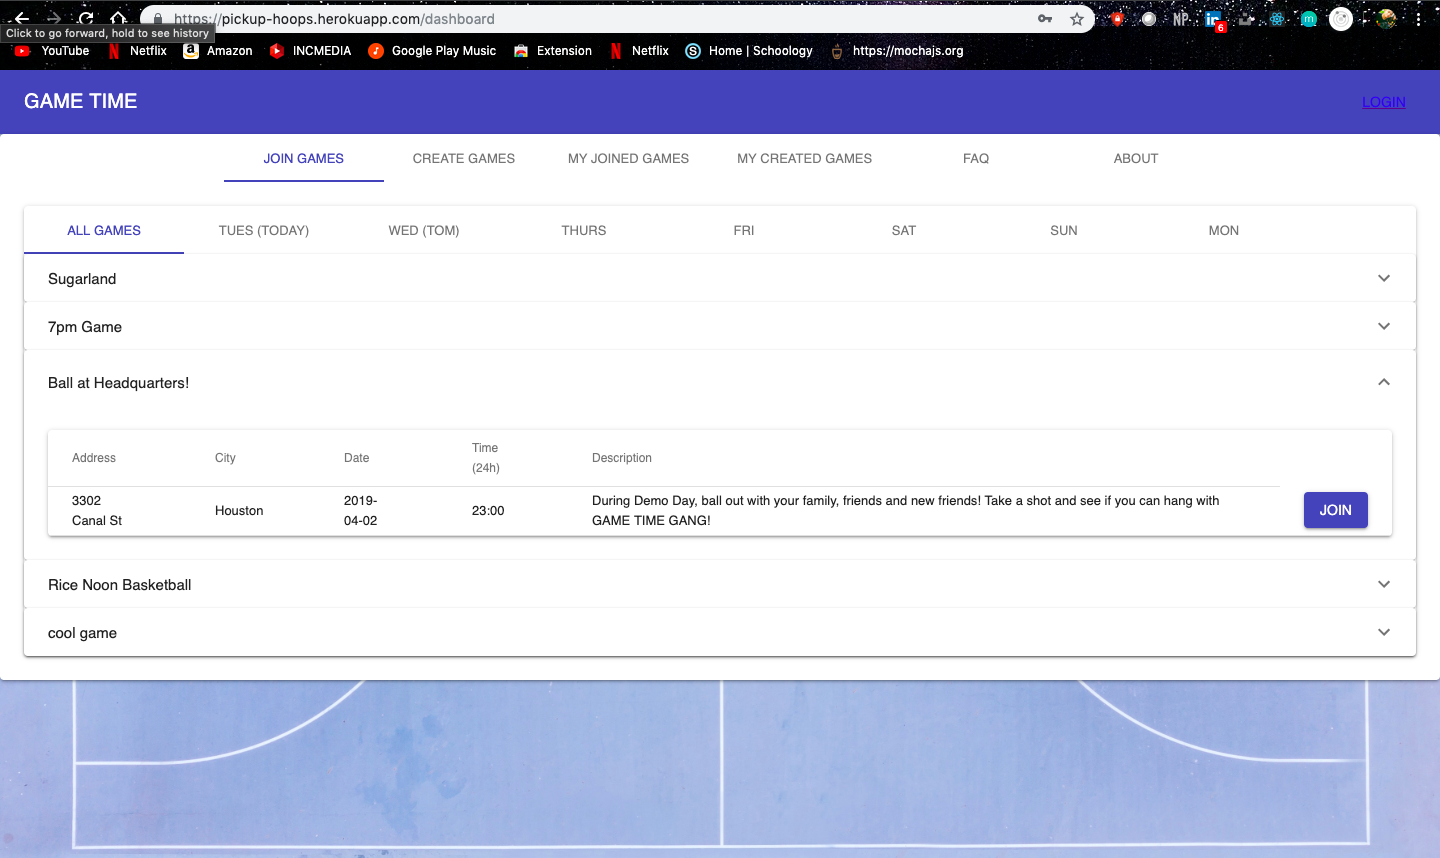 https://pickup-hoops.herokuapp.com/dashboard
NP
6
m
Click to go forward, hold to see history
YouTube Netflix Amazon INCMEDIA Google Play Music Extension Netflix Home | Schoology https://mochajs.org
GAME TIME LOGIN
JOIN GAMES CREATE GAMES MY JOINED GAMES MY CREATED GAMES FAQ ABOUT
ALL GAMES TUES (TODAY) WED (TOM) THURS FRI SAT SUN MON
Sugarland
7pm Game
Ball at Headquarters!
Address City Date Time (24h) Description
3302 Canal St
Houston
2019-04-02
23:00
During Demo Day, ball out with your family, friends and new friends! Take a shot and see if you can hang with
GAME TIME GANG!
JOIN
Rice Noon Basketball
cool game